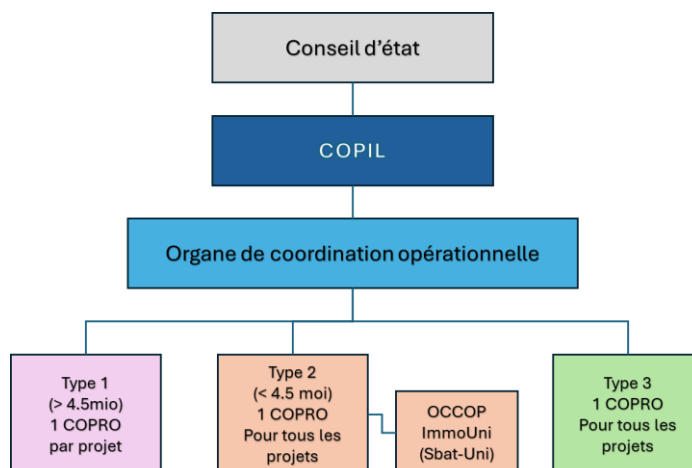 Conseil d'état
COPIL
Organe de coordination opérationnelle
Type 1
(> 4.5mio)
1 COPRO
par projet
Type 2
(< 4.5 moi)
1 COPRO
Pour tous les
projets
OCCOP
ImmoUni
(Sbat-Uni)
Type 3
1 COPRO
Pour tous les
projets